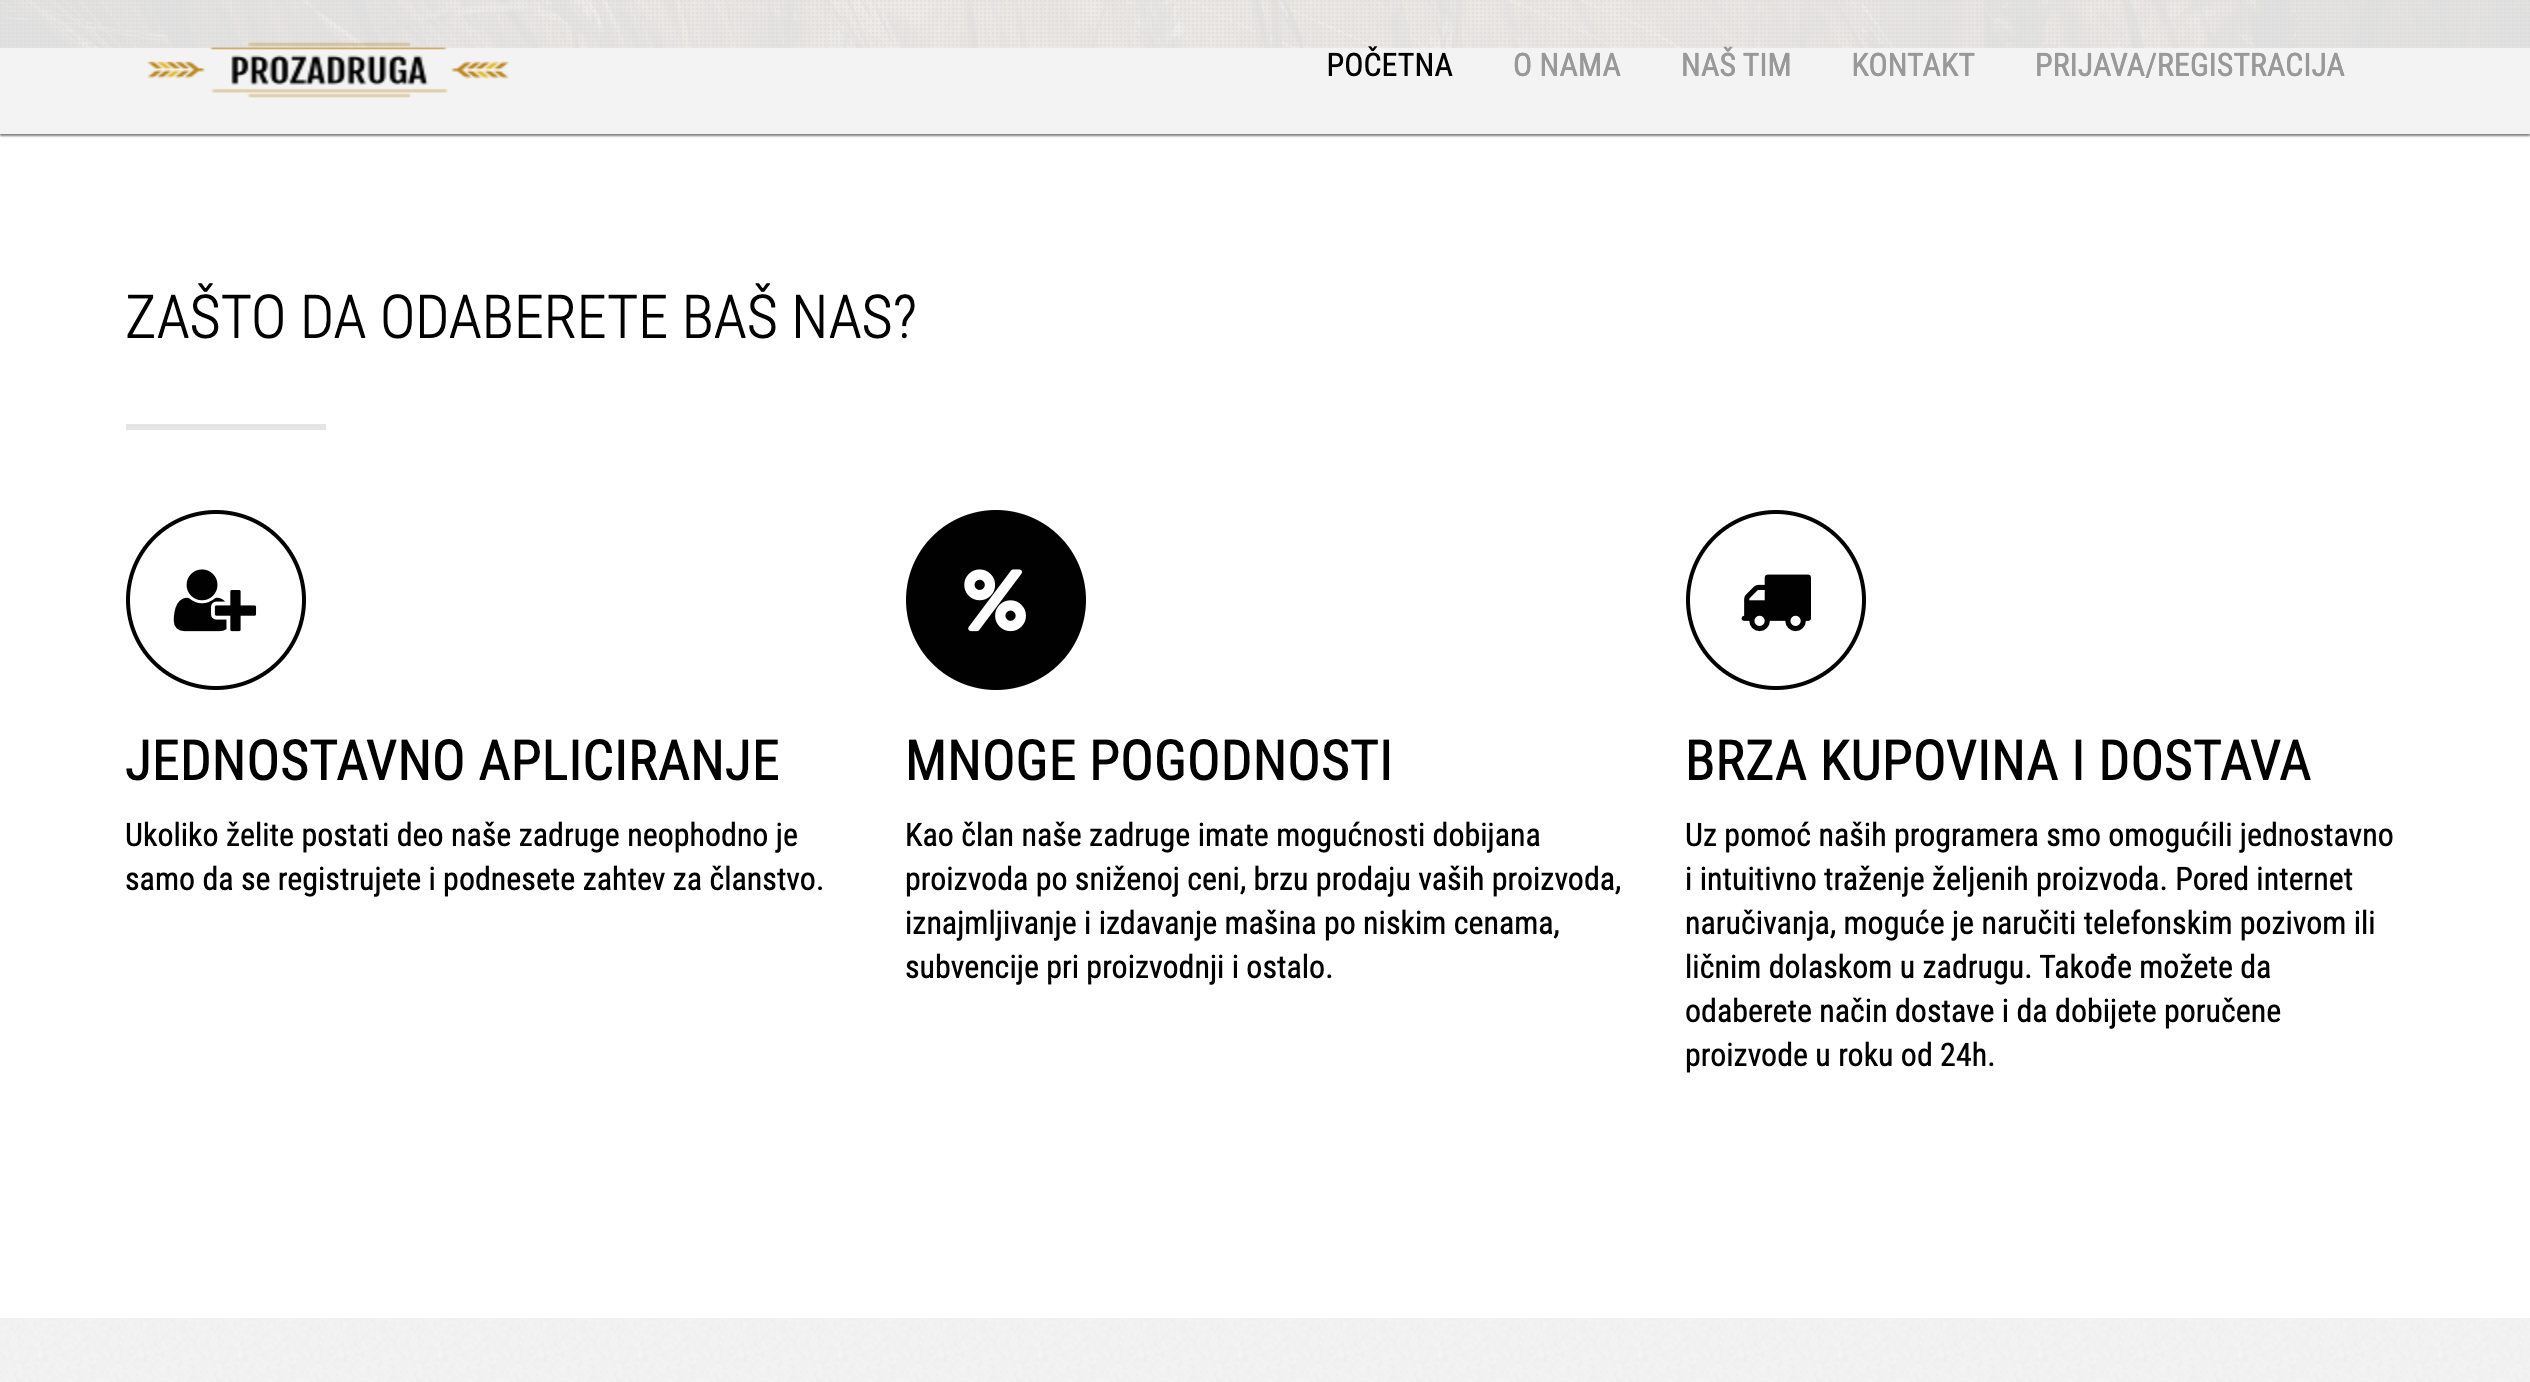 PROZADRUGA
POČETNA O NAMA NAŠ TIM KONTAKT PRIJAVA/REGISTRACIJA
ZAŠTO DA ODABERETE BAŠ NAS?
JEDNOSTAVNO APLICIRANJE
Ukoliko želite postati deo naše zadruge neophodno je
samo da se registrujete i podnesete zahtev za članstvo.
%
MNOGE POGODNOSTI
Kao član naše zadruge imate mogućnosti dobijana
proizvoda po sniženoj ceni, brzu prodaju vaših proizvoda,
iznajmljivanje i izdavanje mašina po niskim cenama,
subvencije pri proizvodnji i ostalo.
BRZA KUPOVINA I DOSTAVA
Uz pomoć naših programera smo omogućili jednostavno
i intuitivno traženje željenih proizvoda. Pored internet
naručivanja, moguće je naručiti telefonskim pozivom ili
ličnim dolaskom u zadrugu. Takođe možete da
odaberete način dostave i da dobijete poručene
proizvode u roku od 24h.